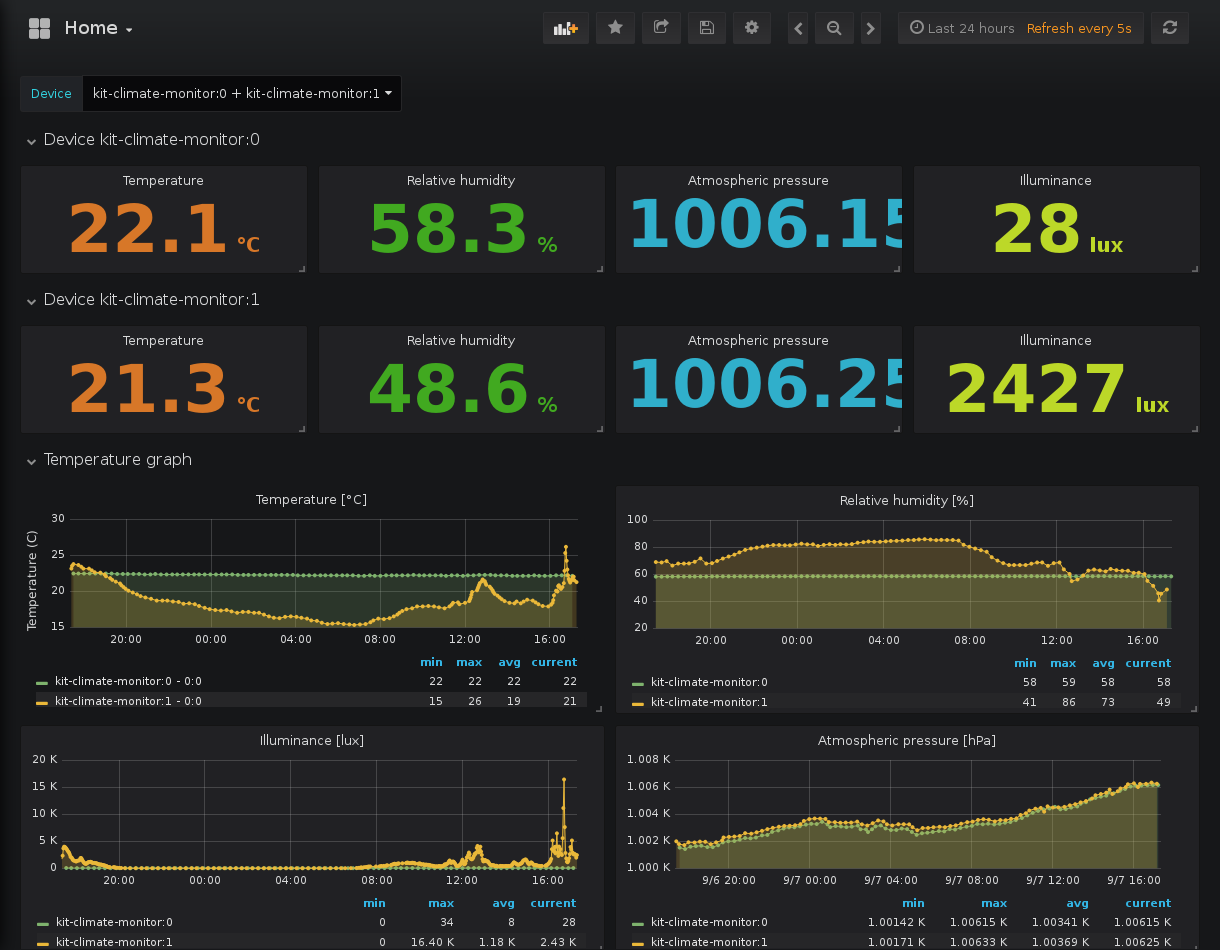 Home
Last 24 hours Refresh every 5s
Device kit-climate-monitor:0 + kit-climate-monitor:1
Device kit-climate-monitor:0
Temperature
22.1 °C
Relative humidity
58.3 %
Atmospheric pressure
1006.15
Illuminance
28 lux
Device kit-climate-monitor:1
Temperature
21.3 °C
Relative humidity
48.6 %
Atmospheric pressure
1006.25
Illuminance
2427 lux
Temperature graph
Temperature [°C]
Temperature (C)
30
25
20
15
20:00 00:00 04:00 08:00 12:00 16:00
min max avg current
kit-climate-monitor:0 - 0:0 22 22 22 22
kit-climate-monitor:1 - 0:0 15 26 19 21
Relative humidity [%]
100
80
60
40
20
20:00 00:00 04:00 08:00 12:00 16:00
min max avg current
kit-climate-monitor:0 58 59 58 58
kit-climate-monitor:1 41 86 73 49
Illuminance [lux]
20 K
15 K
10 K
5 K
0
20:00 00:00 04:00 08:00 12:00 16:00
min max avg current
kit-climate-monitor:0 0 34 8 28
kit-climate-monitor:1 0 16.40 K 1.18 K 2.43 K
Atmospheric pressure [hPa]
1.008 K
1.006 K
1.004 K
1.002 K
1.000 K
9/6 20:00 9/7 00:00 9/7 04:00 9/7 08:00 9/7 12:00 9/7 16:00
min max avg current
kit-climate-monitor:0 1.00142 K 1.00615 K 1.00341 K 1.00615 K
kit-climate-monitor:1 1.00171 K 1.00633 K 1.00369 K 1.00625 K